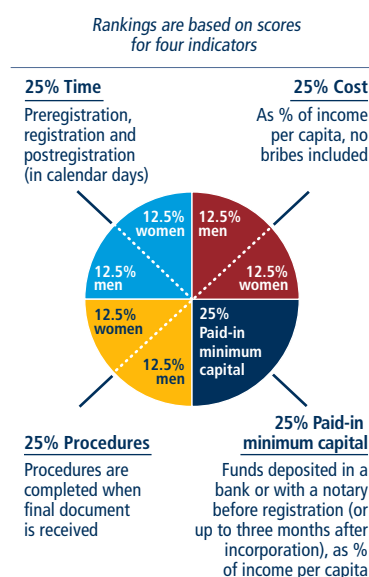 Rankings are based on scores
for four indicators
25% Time
Preregistration,
registration and
postregistration
(in calendar days)
25% Cost
As % of income
per capita, no
bribes included
12.5%
women
12.5%
men
12.5%
men
12.5%
women
12.5%
women
12.5%
men
25%
Paid-in
minimum
capital
25% Procedures
Procedures are
completed when
final document
is received
25% Paid-in
minimum capital
Funds deposited in a
bank or with a notary
before registration (or
up to three months after
incorporation), as %
of income per capita